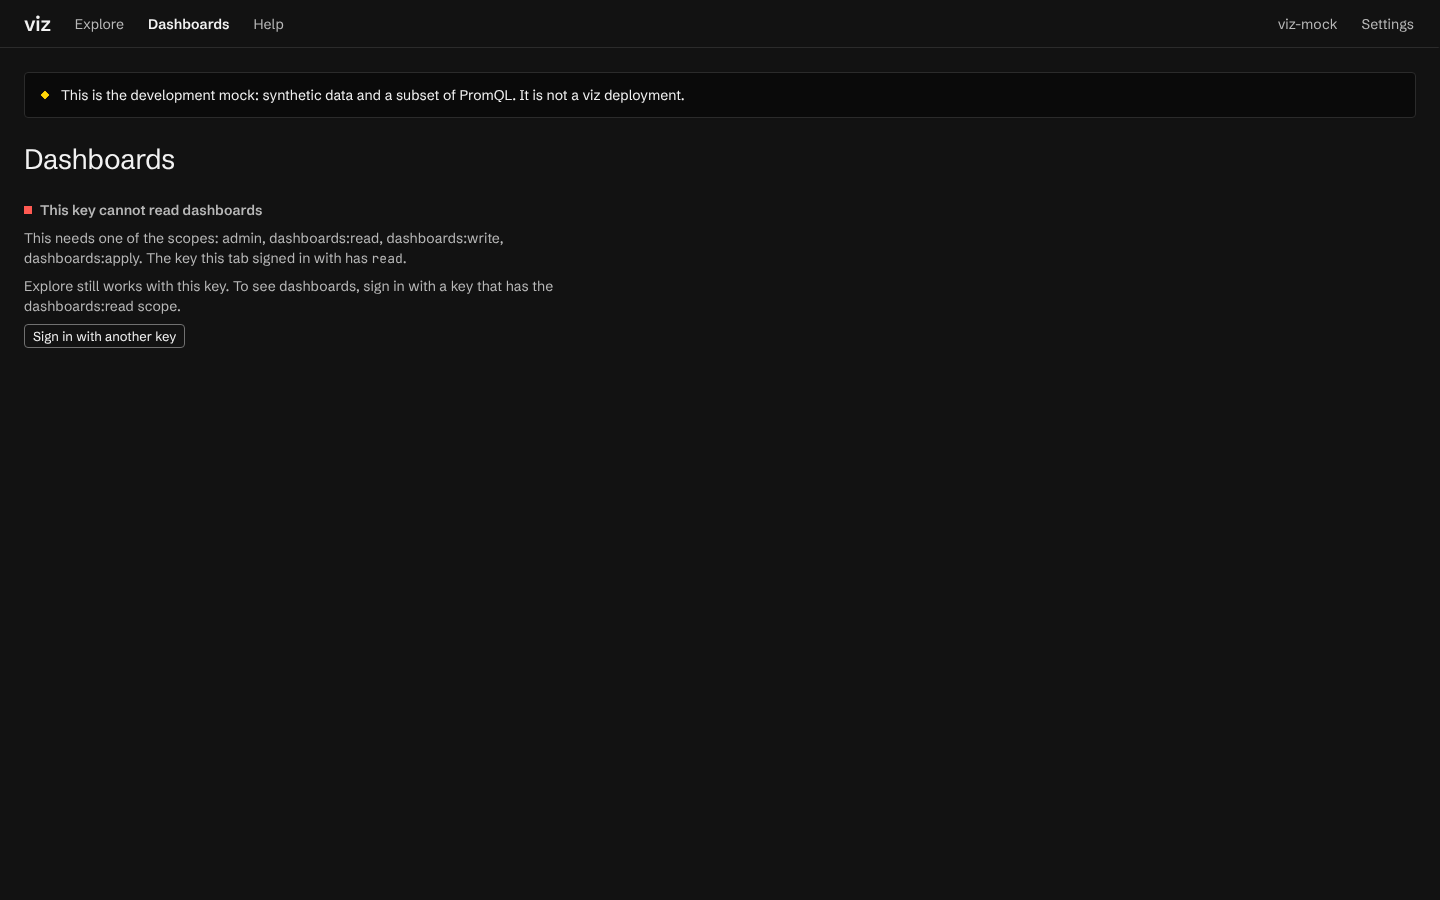 viz Explore Dashboards Help viz-mock Settings
This is the development mock: synthetic data and a subset of PromQL. It is not a viz deployment.
Dashboards
This key cannot read dashboards
This needs one of the scopes: admin, dashboards:read, dashboards:write,
dashboards:apply. The key this tab signed in with has read.
Explore still works with this key. To see dashboards, sign in with a key that has the
dashboards:read scope.
Sign in with another key